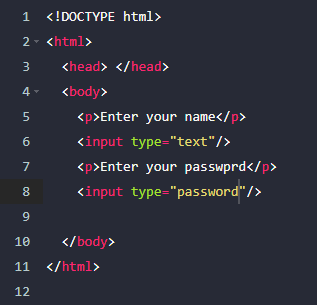 1 <!DOCTYPE html>
2 <html>
3 <head> </head>
4 <body>
5 <p>Enter your name</p>
6 <input type="text"/>
7 <p>Enter your passwprd</p>
8 <input type="password"/>
9
10 </body>
11 </html>
12